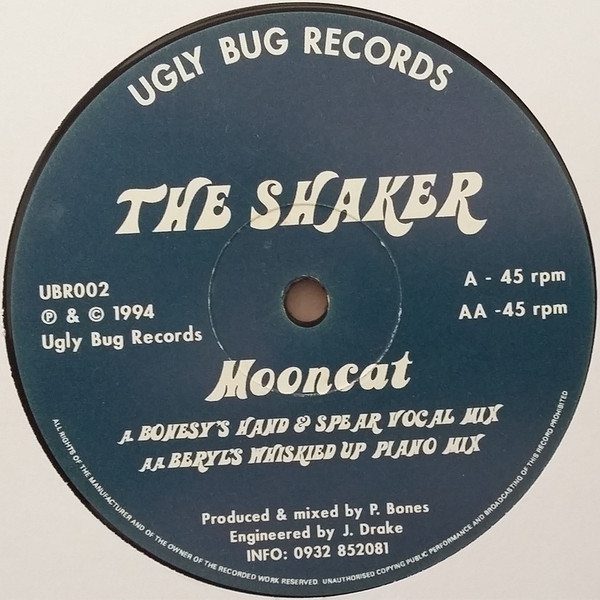 UGLY BUG RECORDS
THE SHAKER
UBR002
℗ & © 1994
Ugly Bug Records
A - 45 rpm
AA -45 rpm
Mooncat
A. BONESY'S HAND & SPEAR VOCAL MIX
AA. BERYL'S WHISKIED UP PIANO MIX
Produced & mixed by P. Bones
Engineered by J. Drake
INFO: 0932 852081
ALL RIGHTS OF THE MANUFACTURER AND OF THE OWNER OF THE RECORDED WORK RESERVED. UNAUTHORISED COPYING PUBLIC PERFORMANCE AND BROADCASTING OF THIS RECORD PROHIBITED